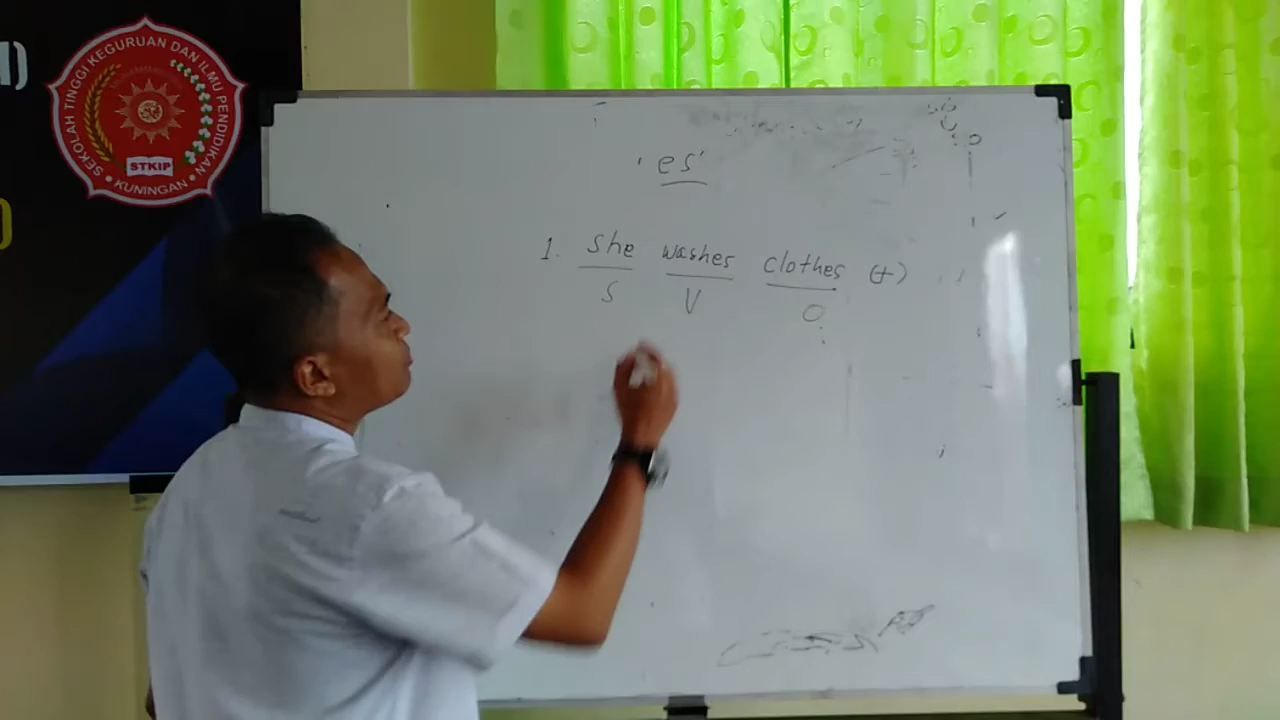 SEKOLAH TINGGI KEGURUAN DAN ILMU PENDIDIKAN
STKIP
• KUNINGAN •
'es'
1. She washes clothes (+)
S V O